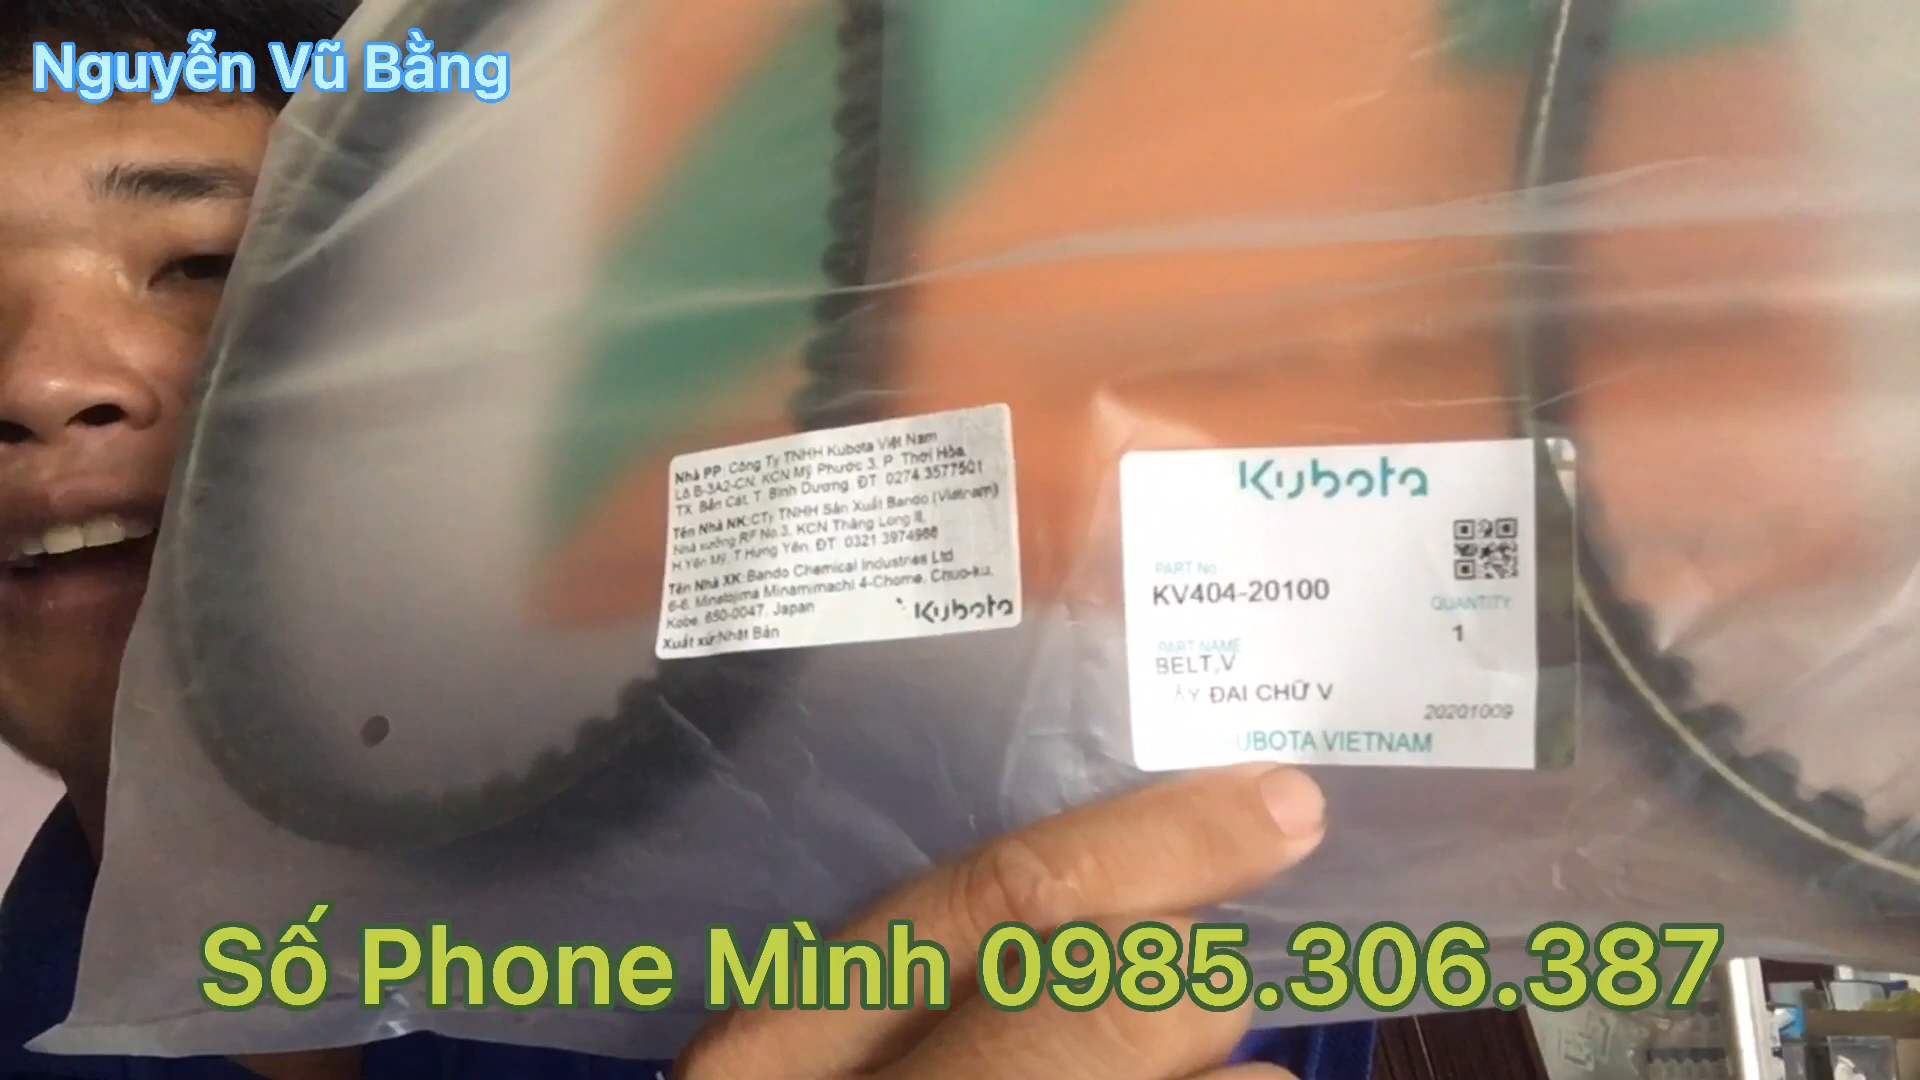 Nguyễn Vũ Bằng
Nhà PP: Công Ty TNHH Kubota Việt Nam
Lô B-3A2-CN, KCN Mỹ Phước 3, P. Thới Hòa,
TX. Bến Cát, T. Bình Dương. ĐT: 0274.3577501
Tên Nhà NK:CTy TNHH Sản Xuất Bando (Vietnam)
Nhà xưởng RF No.3, KCN Thăng Long II,
H.Yên Mỹ, T.Hưng Yên. ĐT: 0321 3974986
Tên Nhà XK:Bando Chemical Industries Ltd
6-6, Minatojima Minamimachi 4-Chome, Chuo-ku,
Kobe, 650-0047, Japan
Xuất xứ:Nhật Bản
Kubota
Kubota
PART No
KV404-20100
QUANTITY
1
PART NAME
BELT,V
ĐAI CHỮ V
20201009
UBOTA VIETNAM
Số Phone Mình 0985.306.387